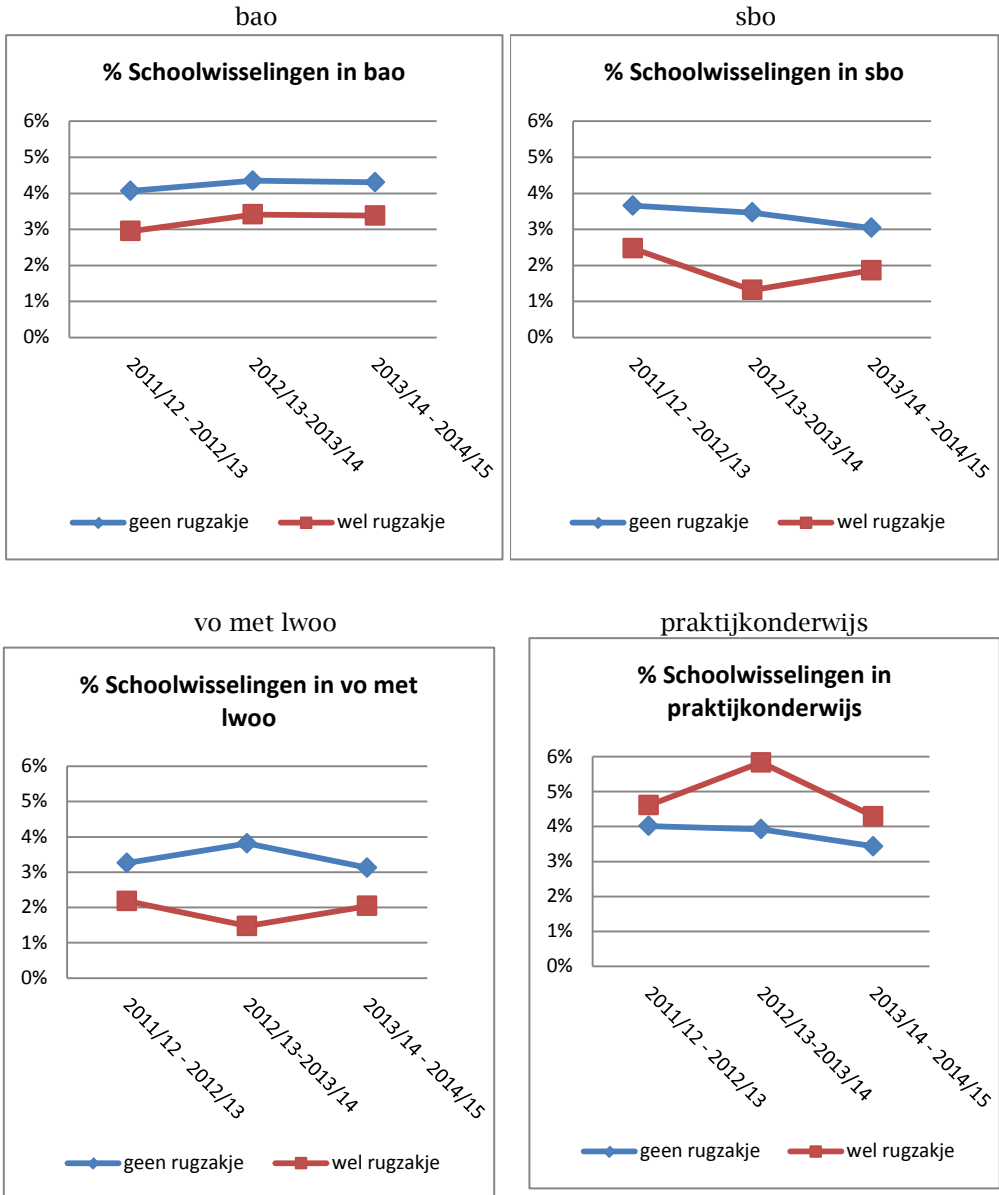 bao
% Schoolwisselingen in bao
6%
5%
4%
3%
2%
1%
0%
2011/12 - 2012/13
2012/13-2013/14
2013/14 - 2014/15
geen rugzakje
wel rugzakje
sbo
% Schoolwisselingen in sbo
6%
5%
4%
3%
2%
1%
0%
2011/12 - 2012/13
2012/13-2013/14
2013/14 - 2014/15
geen rugzakje
wel rugzakje
vo met lwoo
% Schoolwisselingen in vo met
lwoo
6%
5%
4%
3%
2%
1%
0%
2011/12 - 2012/13
2012/13-2013/14
2013/14 - 2014/15
geen rugzakje
wel rugzakje
praktijkonderwijs
% Schoolwisselingen in
praktijkonderwijs
6%
5%
4%
3%
2%
1%
0%
2011/12 - 2012/13
2012/13-2013/14
2013/14 - 2014/15
geen rugzakje
wel rugzakje